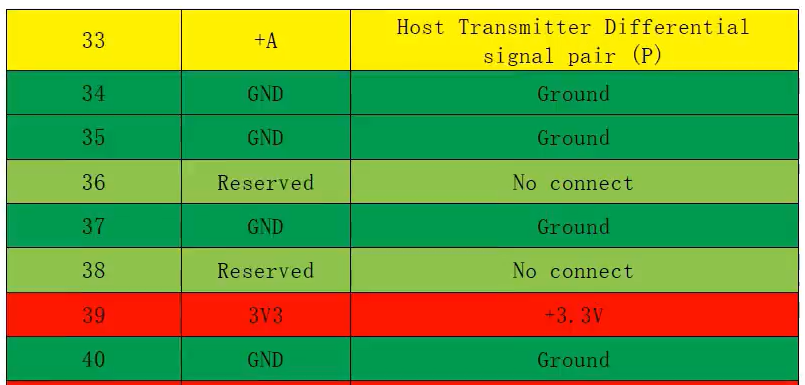 33 +A Host Transmitter Differential
signal pair (P)
34 GND Ground
35 GND Ground
36 Reserved No connect
37 GND Ground
38 Reserved No connect
39 3V3 +3.3V
40 GND Ground